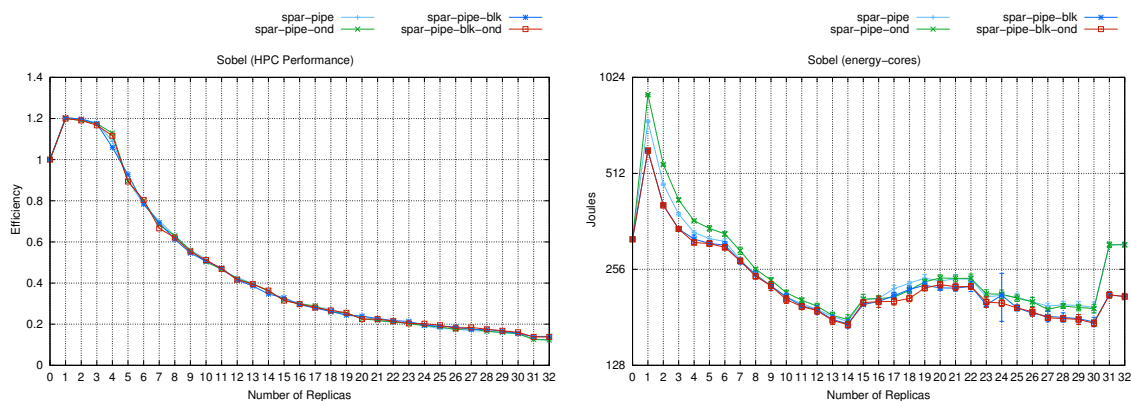 spar-pipe spar-pipe-blk
spar-pipe-ond spar-pipe-blk-ond
Sobel (HPC Performance)
1.4
1.2
1
0.8
0.6
0.4
0.2
0
Efficiency
0 1 2 3 4 5 6 7 8 9 10 11 12 13 14 15 16 17 18 19 20 21 22 23 24 25 26 27 28 29 30 31 32
Number of Replicas
spar-pipe spar-pipe-blk
spar-pipe-ond spar-pipe-blk-ond
Sobel (energy-cores)
1024
512
256
128
Joules
0 1 2 3 4 5 6 7 8 9 10 11 12 13 14 15 16 17 18 19 20 21 22 23 24 25 26 27 28 29 30 31 32
Number of Replicas